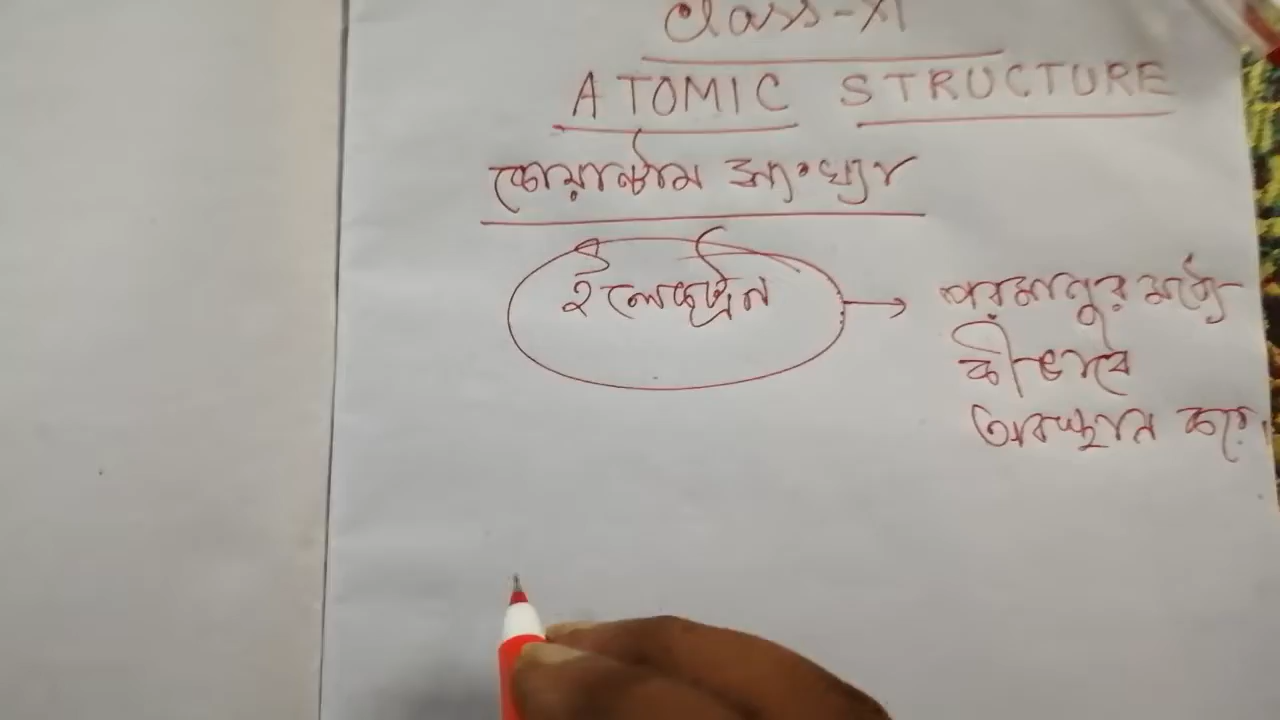 Class-XI
ATOMIC STRUCTURE
কোয়ান্টাম সংখ্যা
ইলেকট্রন
পরমানুর মধ্যে
কীভাবে
অবস্থান করে।